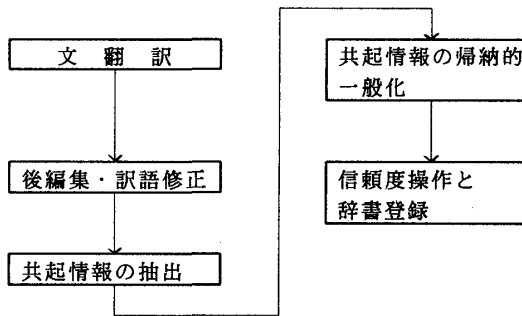 文翻訳
後編集・訳語修正
共起情報の抽出
共起情報の帰納的
一般化
信頼度操作と
辞書登録